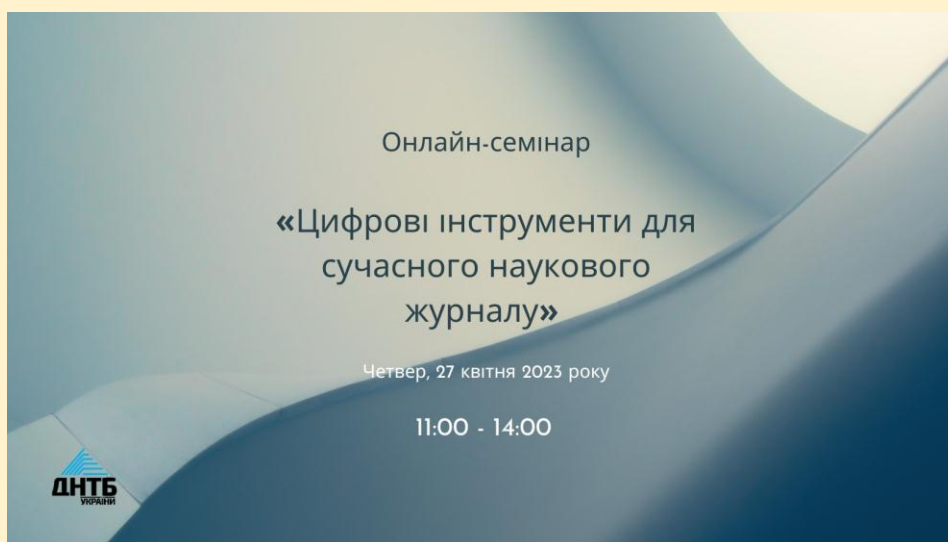 Онлайн-семінар
«Цифрові інструменти для
сучасного наукового
журналу»
Четвер, 27 квітня 2023 року
11:00 - 14:00
ДНТБ
УКРАЇНИ